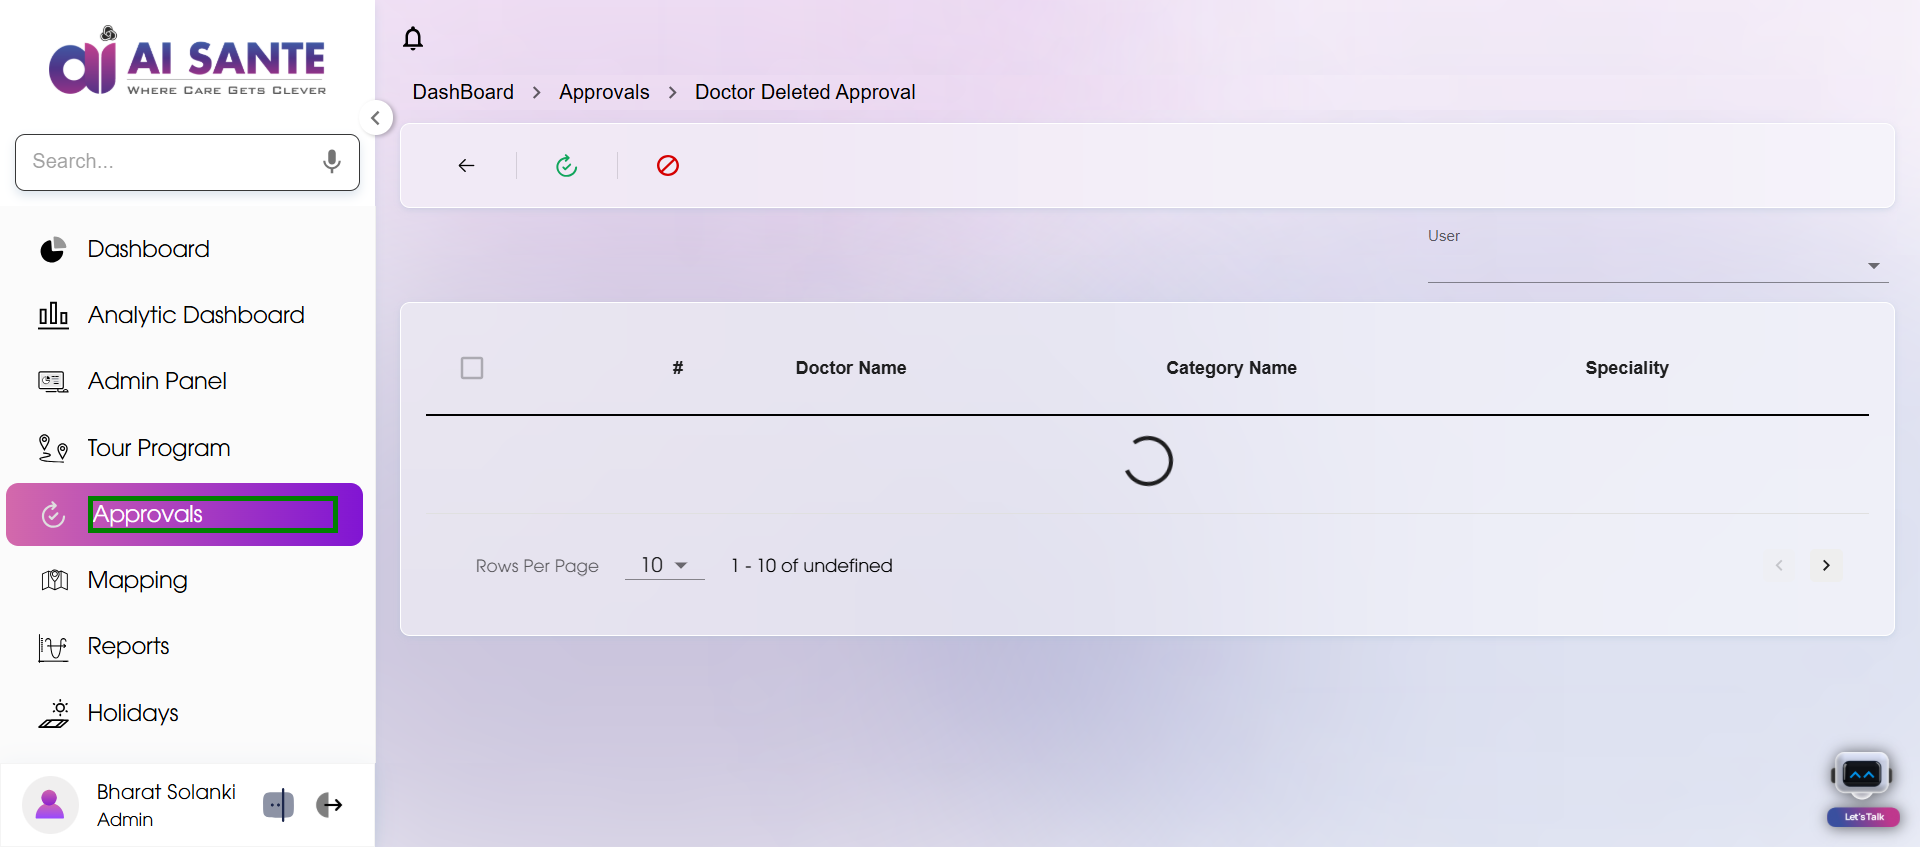 AI SANTE
WHERE CARE GETS CLEVER
Search...
Dashboard
Analytic Dashboard
Admin Panel
Tour Program
Approvals
Mapping
Reports
Holidays
Bharat Solanki
Admin
DashBoard > Approvals > Doctor Deleted Approval
User
# Doctor Name Category Name Speciality
Rows Per Page 10 1 - 10 of undefined
Let's Talk